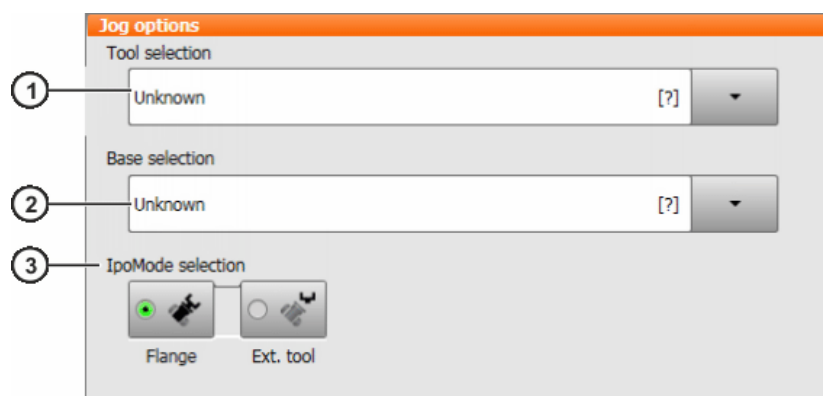 Jog options
Tool selection
1
Unknown [?]
Base selection
2
Unknown [?]
3
IpoMode selection
Flange Ext. tool